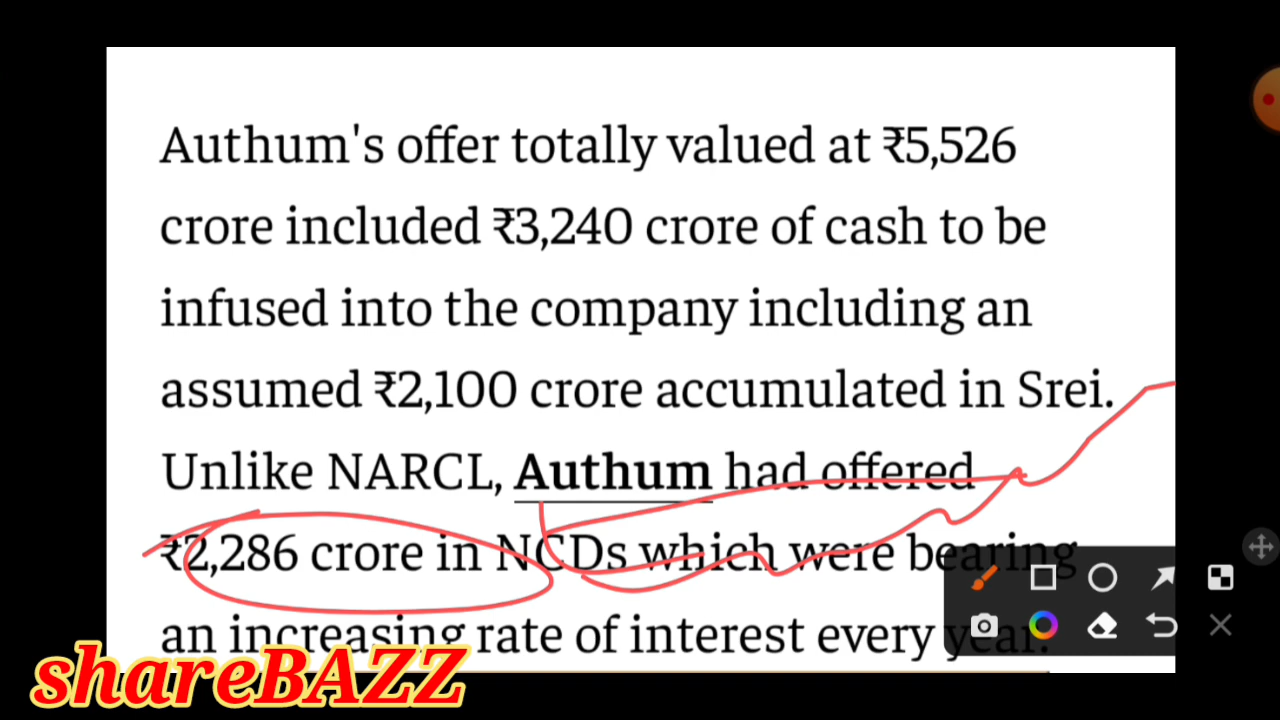 Authum's offer totally valued at ₹5,526
crore included ₹3,240 crore of cash to be
infused into the company including an
assumed ₹2,100 crore accumulated in Srei.
Unlike NARCL, Authum had offered
₹2,286 crore in NCDs which were bearing
an increasing rate of interest every year.
shareBAZZ